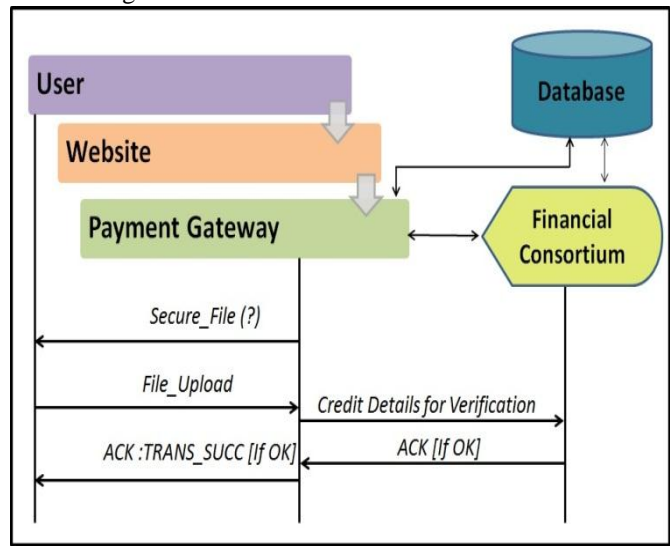 User
Database
Website
Payment Gateway
Financial
Consortium
Secure_File (?)
File_Upload
Credit Details for Verification
ACK :TRANS_SUCC [If OK]
ACK [If OK]